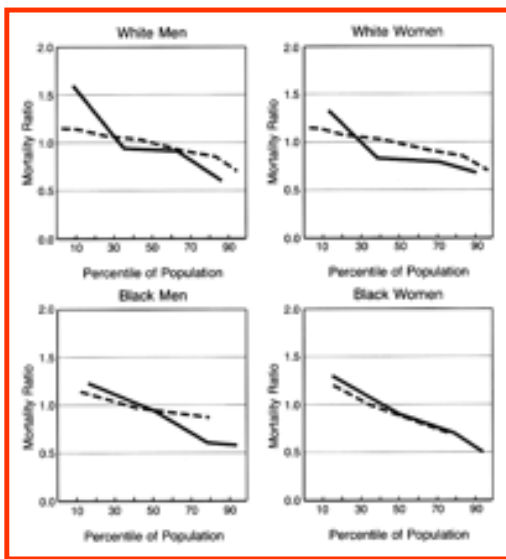 White Men
2.0
1.5
1.0
0.5
0.0
Mortality Ratio
10 30 50 70 90
Percentile of Population
White Women
2.0
1.5
1.0
0.5
0.0
Mortality Ratio
10 30 50 70 90
Percentile of Population
Black Men
2.0
1.5
1.0
0.5
0.0
Mortality Ratio
10 30 50 70 90
Percentile of Population
Black Women
2.0
1.5
1.0
0.5
0.0
Mortality Ratio
10 30 50 70 90
Percentile of Population